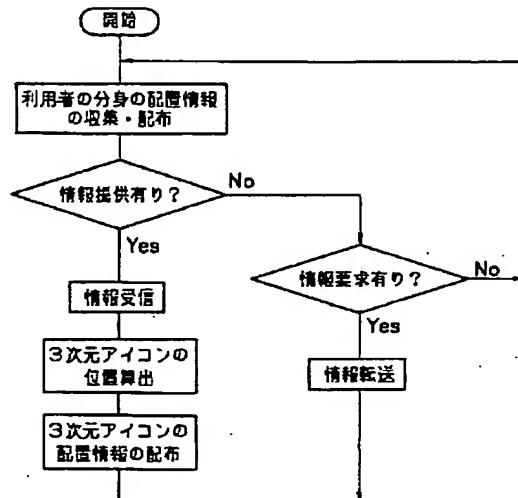 開始
利用者の分身の配置情報
の収集・配布
情報提供有り?
No
Yes
情報要求有り?
No
Yes
情報受信
3次元アイコンの
位置算出
情報転送
3次元アイコンの
配置情報の配布